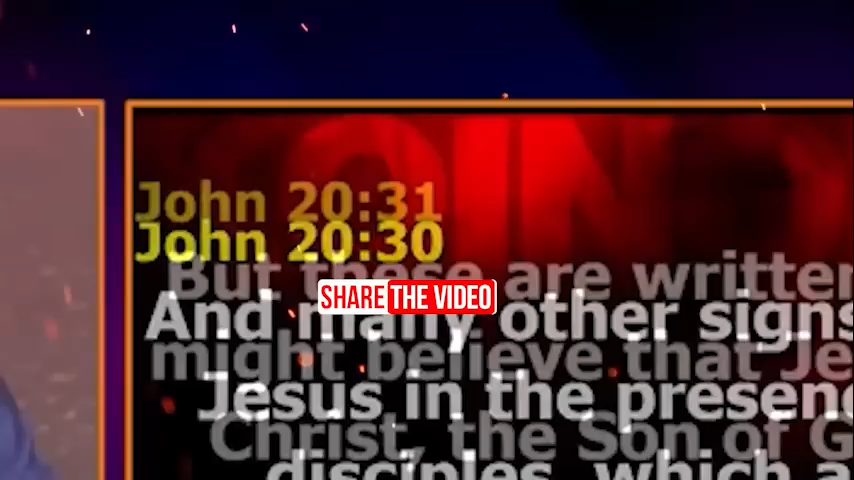 John 20:31
John 20:30
But these are written
SHARE THE VIDEO
And many other signs
might believe that Je
Jesus in the presenc
Christ, the Son of G
disciples, which a